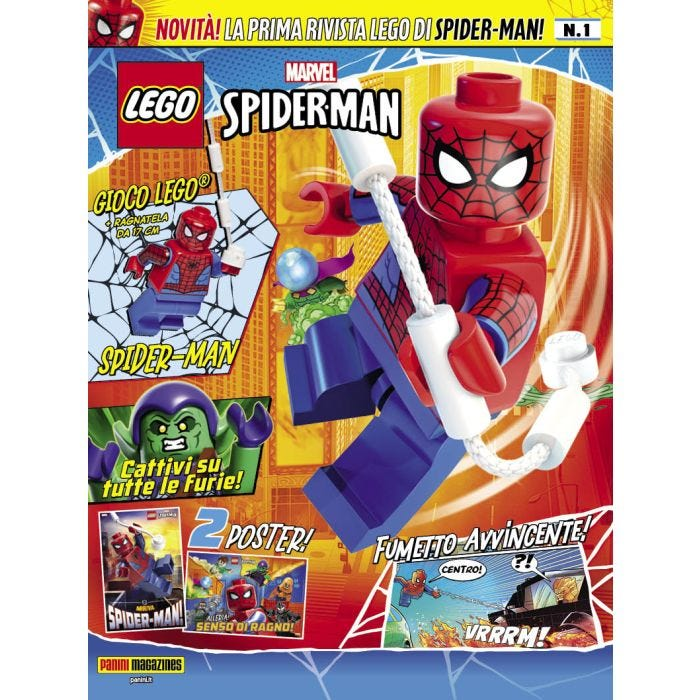 NOVITÀ! LA PRIMA RIVISTA LEGO DI SPIDER-MAN!
N.1
LEGO
MARVEL
SPIDER-MAN
GIOCO LEGO®
+ RAGNATELA
DA 17 CM
SPIDER-MAN
LEGO
Cattivi su
tutte le furie!
2 POSTER!
SPIDER-MAN!
ALLERTA
SENSO DI RAGNO!
FUMETTO AVVINCENTE!
CENTRO!
?!
VRRRM!
PANINI MAGAZINES
panini.it